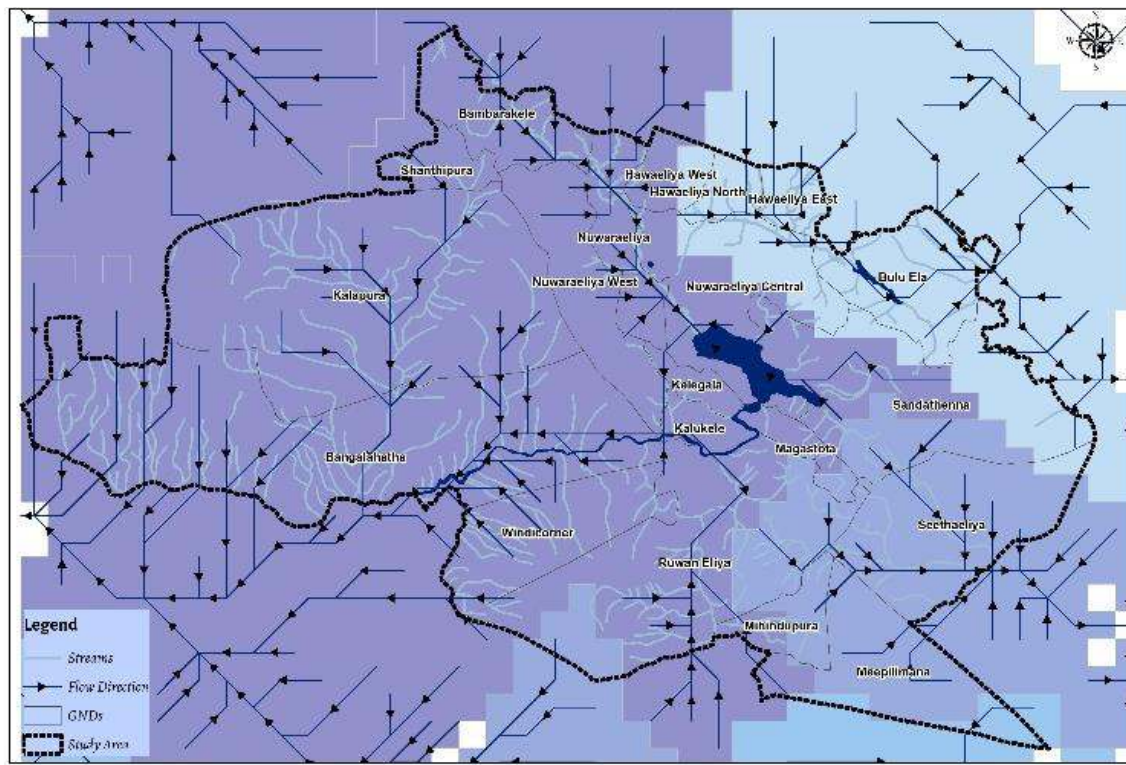 N
W E
S
Bambarakele
Shanthipura
Hawaeliya West
Hawaeliya North
Hawaeliya East
Nuwaraeliya
Bulu Ela
Nuwaraeliya West
Nuwaraeliya Central
Kalapura
Kelegala
Sandathenna
Kalukele
Magastota
Bangalahatha
Windicorner
Seethaeliya
Ruwan Eliya
Mihindupura
Meepilimana
Legend
Streams
Flow Direction
GNDs
Study Area